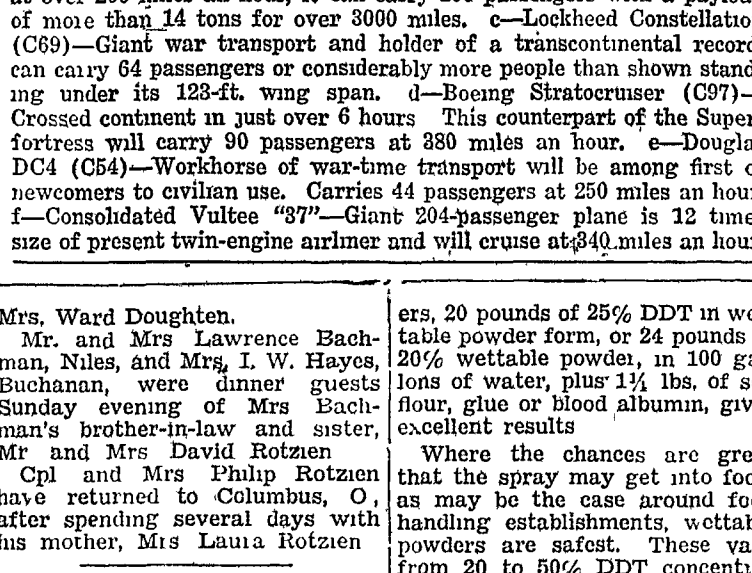 of more than 14 tons for over 3000 miles. c—Lockheed Constellatio
(C69)—Giant war transport and holder of a transcontinental record
can carry 64 passengers or considerably more people than shown stand
ing under its 123-ft. wing span. d—Boeing Stratocruiser (C97)—
Crossed continent in just over 6 hours This counterpart of the Super
fortress will carry 90 passengers at 380 miles an hour. e—Dougla
DC4 (C54)—Workhorse of war-time transport will be among first o
newcomers to civilian use. Carries 44 passengers at 250 miles an hour
f—Consolidated Vultee "37"—Giant 204-passenger plane is 12 time
size of present twin-engine airliner and will cruise at 340 miles an hour
Mrs. Ward Doughten.
Mr. and Mrs Lawrence Bach-
man, Niles, and Mrs. I. W. Hayes,
Buchanan, were dinner guests
Sunday evening of Mrs Bach-
man's brother-in-law and sister,
Mr and Mrs David Rotzien
Cpl and Mrs Philip Rotzien
have returned to Columbus, O,
after spending several days with
his mother, Mrs Laura Rotzien
ers, 20 pounds of 25% DDT in we
table powder form, or 24 pounds
20% wettable powder, in 100 ga
lons of water, plus 1¼ lbs. of s
flour, glue or blood albumin, giv
excellent results
Where the chances are gre
that the spray may get into foo
as may be the case around foo
handling establishments, wettab
powders are safest. These va
from 20 to 50% DDT concentr